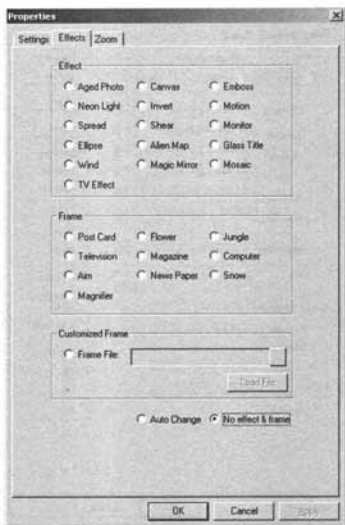 Properties
Settings Effects Zoom
Effect
Aged Photo Canvas Emboss
Neon Light Invert Motion
Spread Shear Monitor
Ellipse Alien Map Glass Title
Wind Magic Mirror Mosaic
TV Effect
Frame
Post Card Flower Jungle
Television Magazine Computer
Aim News Paper Snow
Magnifier
Customized Frame
Frame File:
Load File
Auto Change No effect & frame
OK Cancel Apply